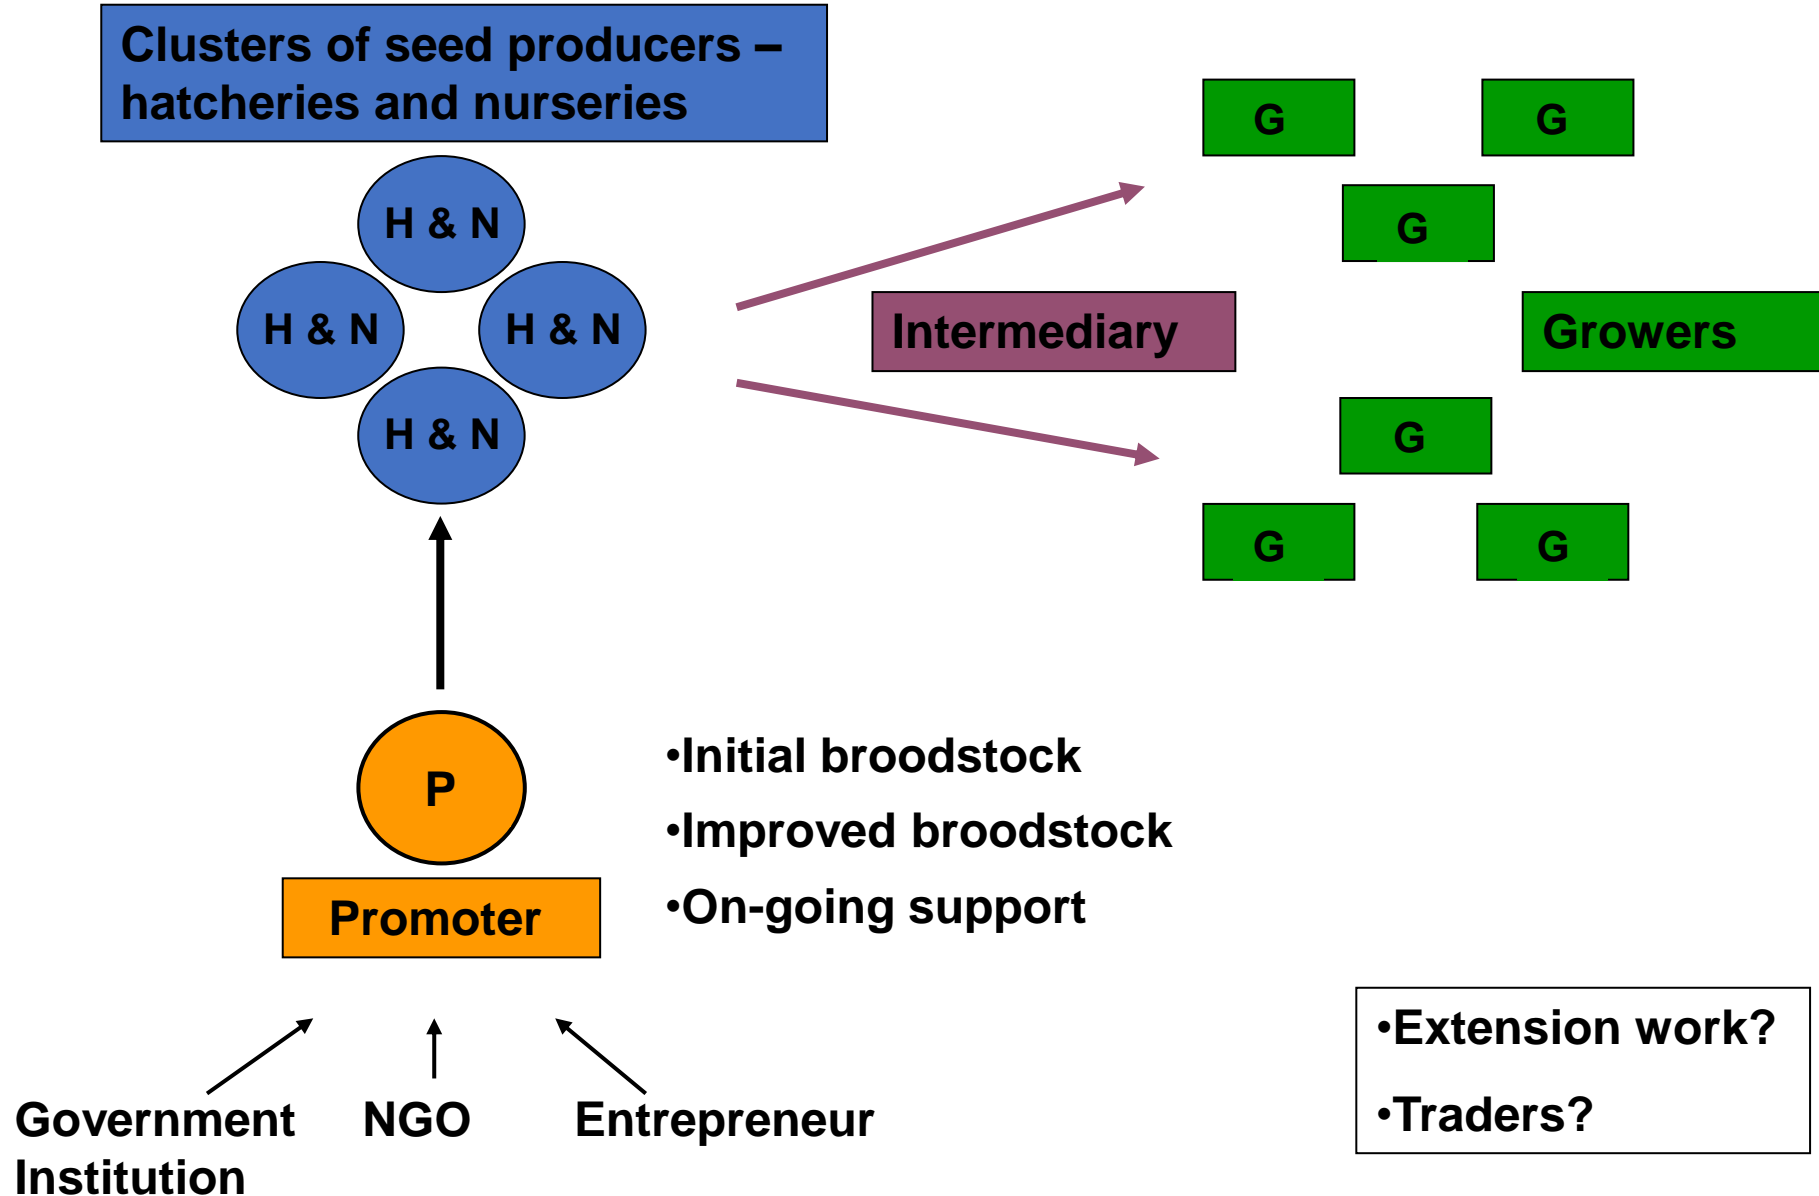 Clusters of seed producers –
hatcheries and nurseries
G
G
H & N
G
H & N
H & N
Intermediary
Growers
H & N
G
G
G
P
•Initial broodstock
•Improved broodstock
•On-going support
Promoter
•Extension work?
•Traders?
Government
Institution
NGO
Entrepreneur